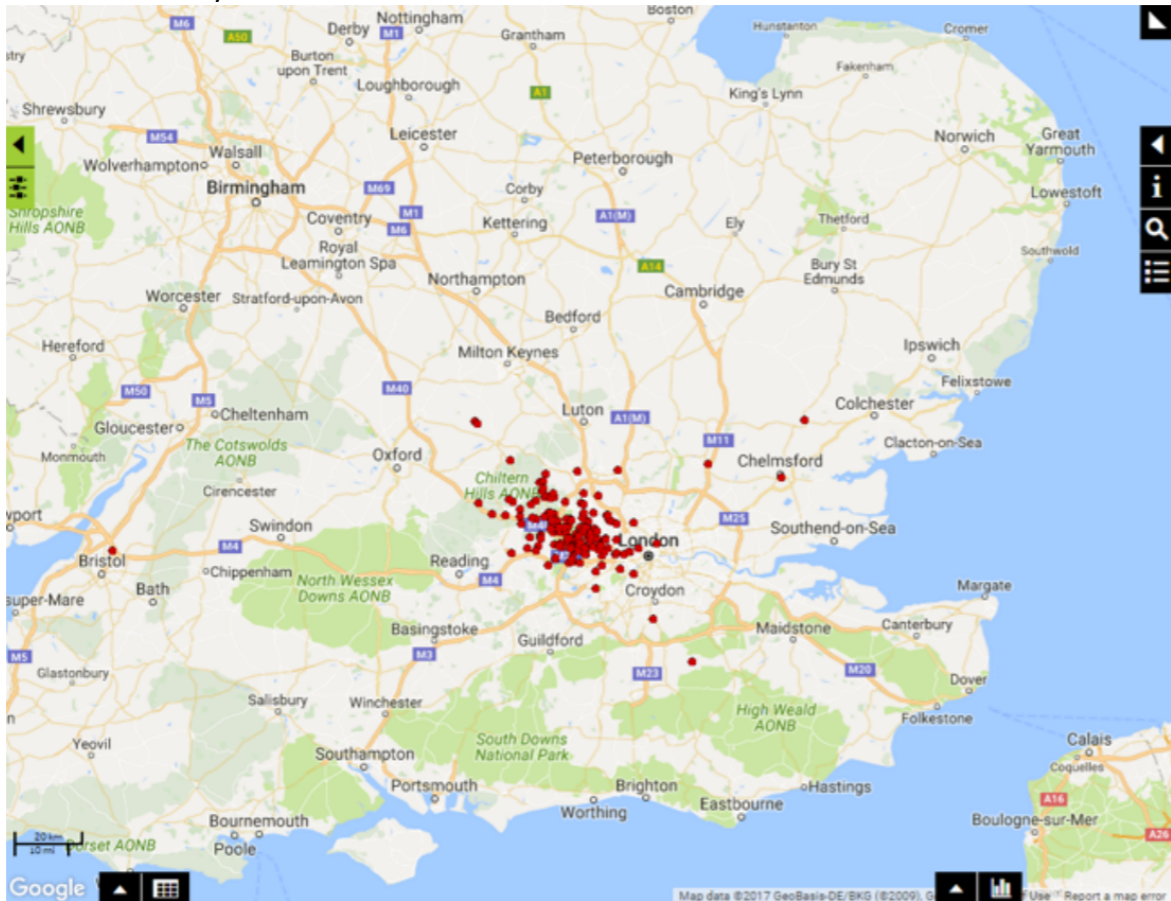 Boston
Nottingham
Derby
M6
A50
M1
Grantham
Hunstanton
Cromer
Burton
upon Trent
Loughborough
Fakenham
A1
King's Lynn
Shrewsbury
M54
Leicester
Norwich
Great
Yarmouth
Wolverhampton
Walsall
Peterborough
Birmingham
M69
Corby
Lowestoft
Shropshire
Hills AONB
Coventry
M1
M6
Kettering
A1(M)
Ely
Thetford
Royal
Leamington Spa
Southwold
A14
Bury St
Edmunds
Northampton
Cambridge
Worcester
Stratford-upon-Avon
Bedford
Hereford
Milton Keynes
Ipswich
M50
M5
M40
Felixstowe
Cheltenham
Luton
A1(M)
Colchester
Gloucester
M11
Clacton-on-Sea
The Cotswolds
AONB
Monmouth
Oxford
Chelmsford
Chiltern
Hills AONB
Cirencester
M25
Swindon
Southend-on-Sea
London
Bristol
M4
Chippenham
Reading
M4
Bath
North Wessex
Downs AONB
Croydon
Margate
super-Mare
Basingstoke
Guildford
Maidstone
Canterbury
M5
M3
M23
M20
Glastonbury
Dover
Salisbury
Winchester
High Weald
AONB
Folkestone
Yeovil
Southampton
South Downs
National Park
Calais
Coquelles
Portsmouth
Brighton
Hastings
Worthing
Eastbourne
A16
Bournemouth
Boulogne-sur-Mer
A26
20 km
10 mi
Dorset AONB
Poole
Google
Map data ©2017 GeoBasis-DE/BKG (©2009), G
Use
Report a map error